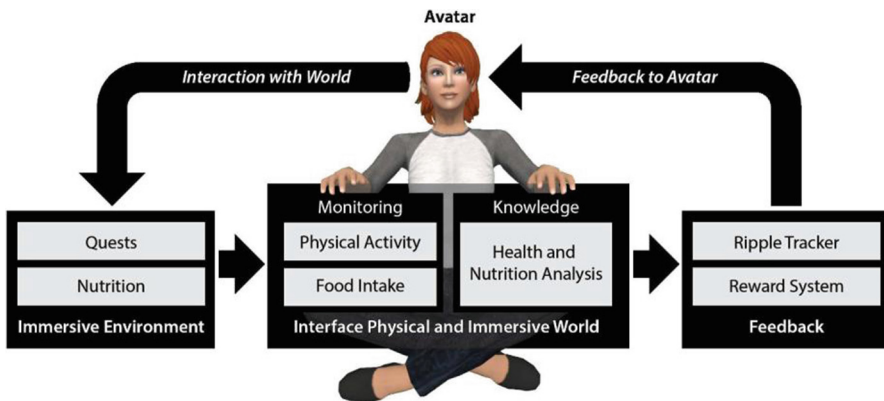 Avatar
Interaction with World
Feedback to Avatar
Monitoring
Knowledge
Quests
Physical Activity
Health and
Nutrition Analysis
Ripple Tracker
Nutrition
Food Intake
Reward System
Immersive Environment
Interface Physical and Immersive World
Feedback